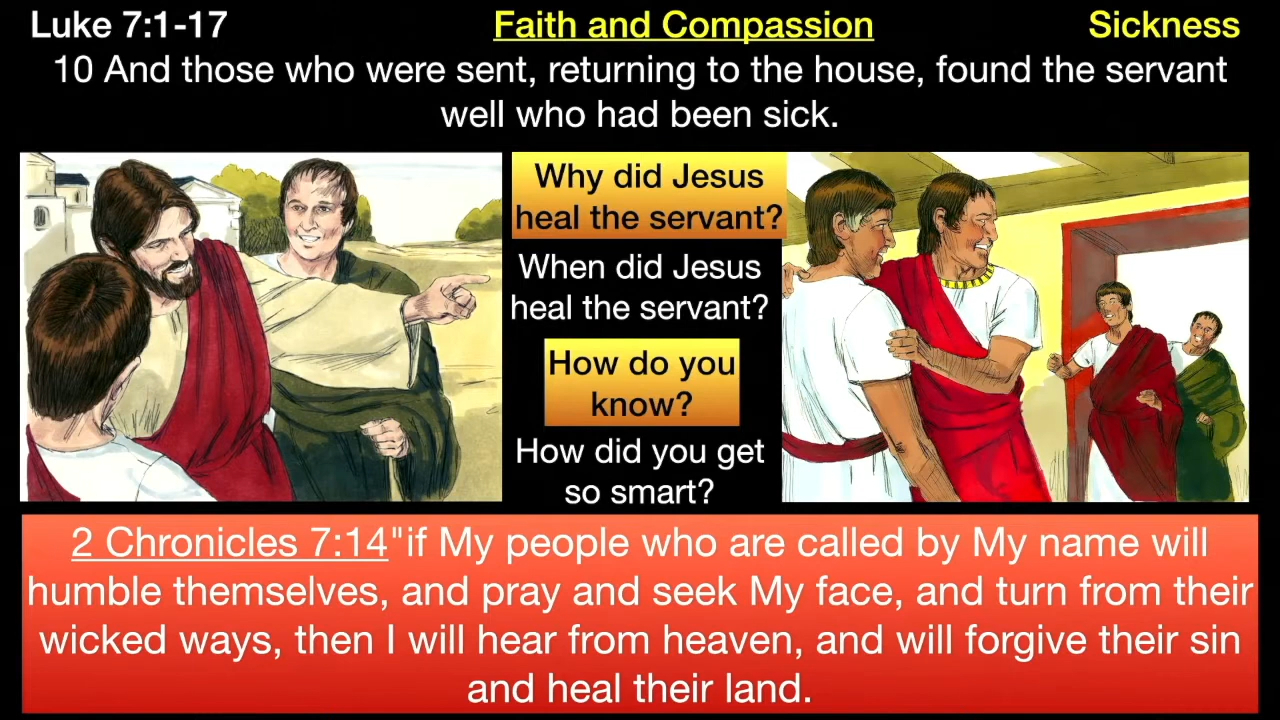 Luke 7:1-17
Faith and Compassion
Sickness
10 And those who were sent, returning to the house, found the servant
well who had been sick.
Why did Jesus
heal the servant?
When did Jesus
heal the servant?
How do you
know?
How did you get
so smart?
2 Chronicles 7:14"if My people who are called by My name will
humble themselves, and pray and seek My face, and turn from their
wicked ways, then I will hear from heaven, and will forgive their sin
and heal their land.